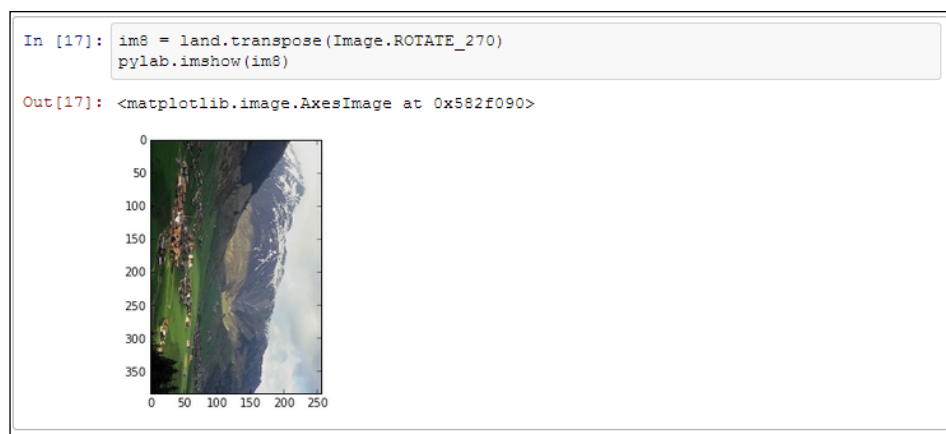 In [17]: im8 = land.transpose(Image.ROTATE_270)
pylab.imshow(im8)
Out[17]: <matplotlib.image.AxesImage at 0x582f090>
0
50
100
150
200
250
300
350
0 50 100 150 200 250